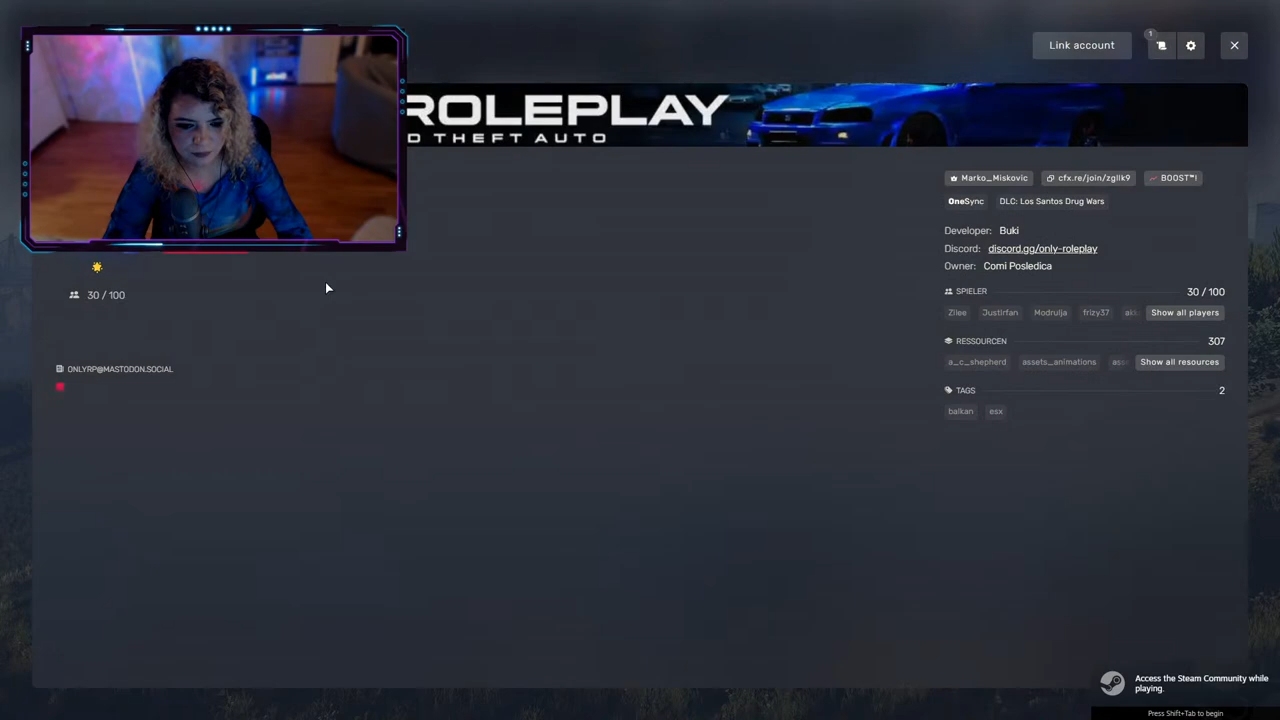 1
Link account
ROLEPLAY
D THEFT AUTO
Marko_Miskovic
cfx.re/join/zgllk9
BOOST™!
OneSync
DLC: Los Santos Drug Wars
Developer: Buki
Discord: discord.gg/only-roleplay
Owner: Comi Posledica
30 / 100
SPIELER
30 / 100
Zilee
JustIrfan
Modrulja
frizy37
Show all players
RESSOURCEN
307
a_c_shepherd
assets_animations
Show all resources
ONLYRP@MASTODON.SOCIAL
TAGS
2
balkan
esx
Access the Steam Community while
playing.
Press Shift+Tab to begin